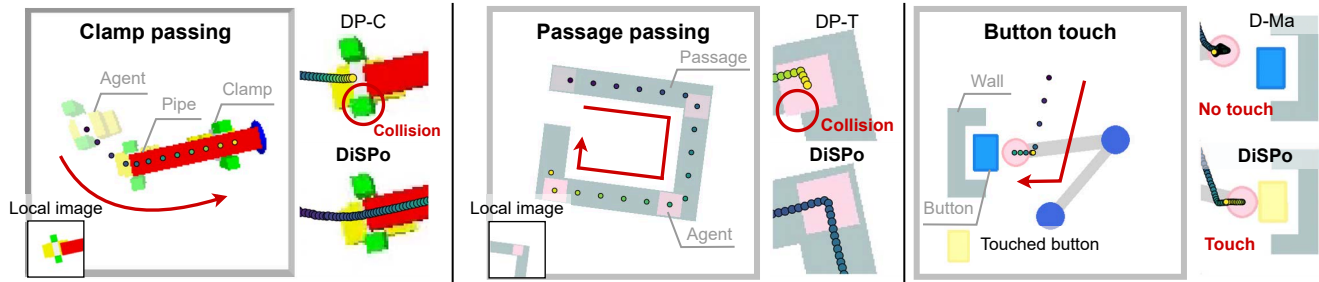 Clamp passing
Agent
Pipe
Clamp
Local image
DP-C
Collision
DiSPo
Passage passing
Passage
Local image
Agent
DP-T
Collision
DiSPo
Button touch
Wall
Button
Touched button
D-Ma
No touch
DiSPo
Touch